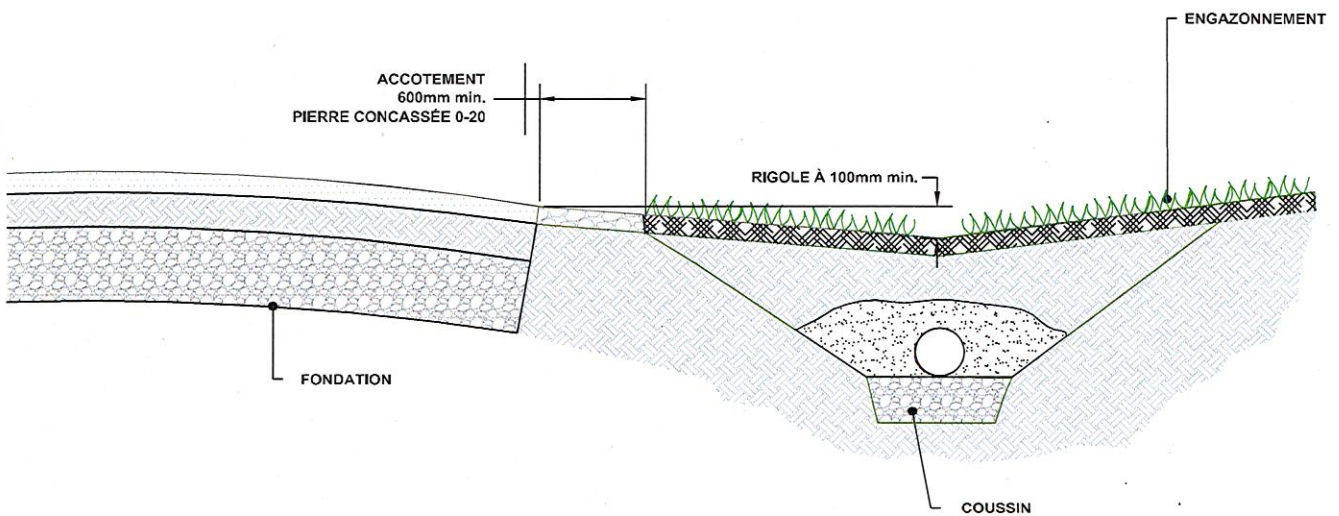 ENGAZONNEMENT
ACCOTEMENT
600mm min.
PIERRE CONCASSÉE 0-20
RIGOLE À 100mm min.
FONDATION
COUSSIN